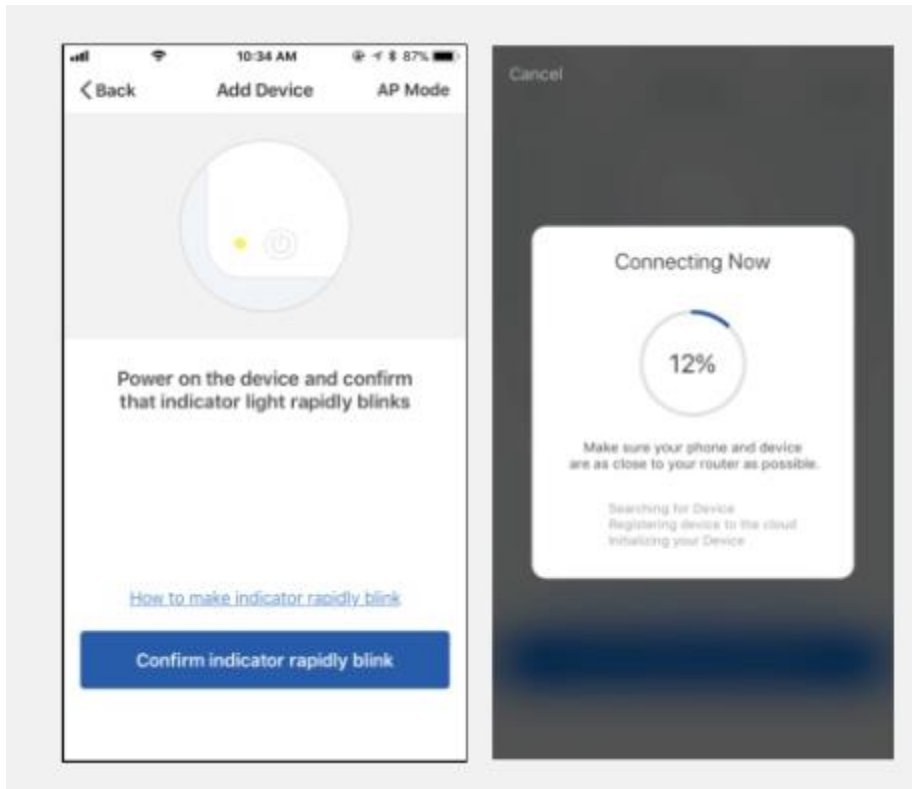 10:34 AM
87%
Back
Add Device
AP Mode
Power on the device and confirm
that indicator light rapidly blinks
How to make indicator rapidly blink
Confirm indicator rapidly blink
Cancel
Connecting Now
12%
Make sure your phone and device
are as close to your router as possible.
Searching for Device
Registering device to the cloud
Initializing your Device